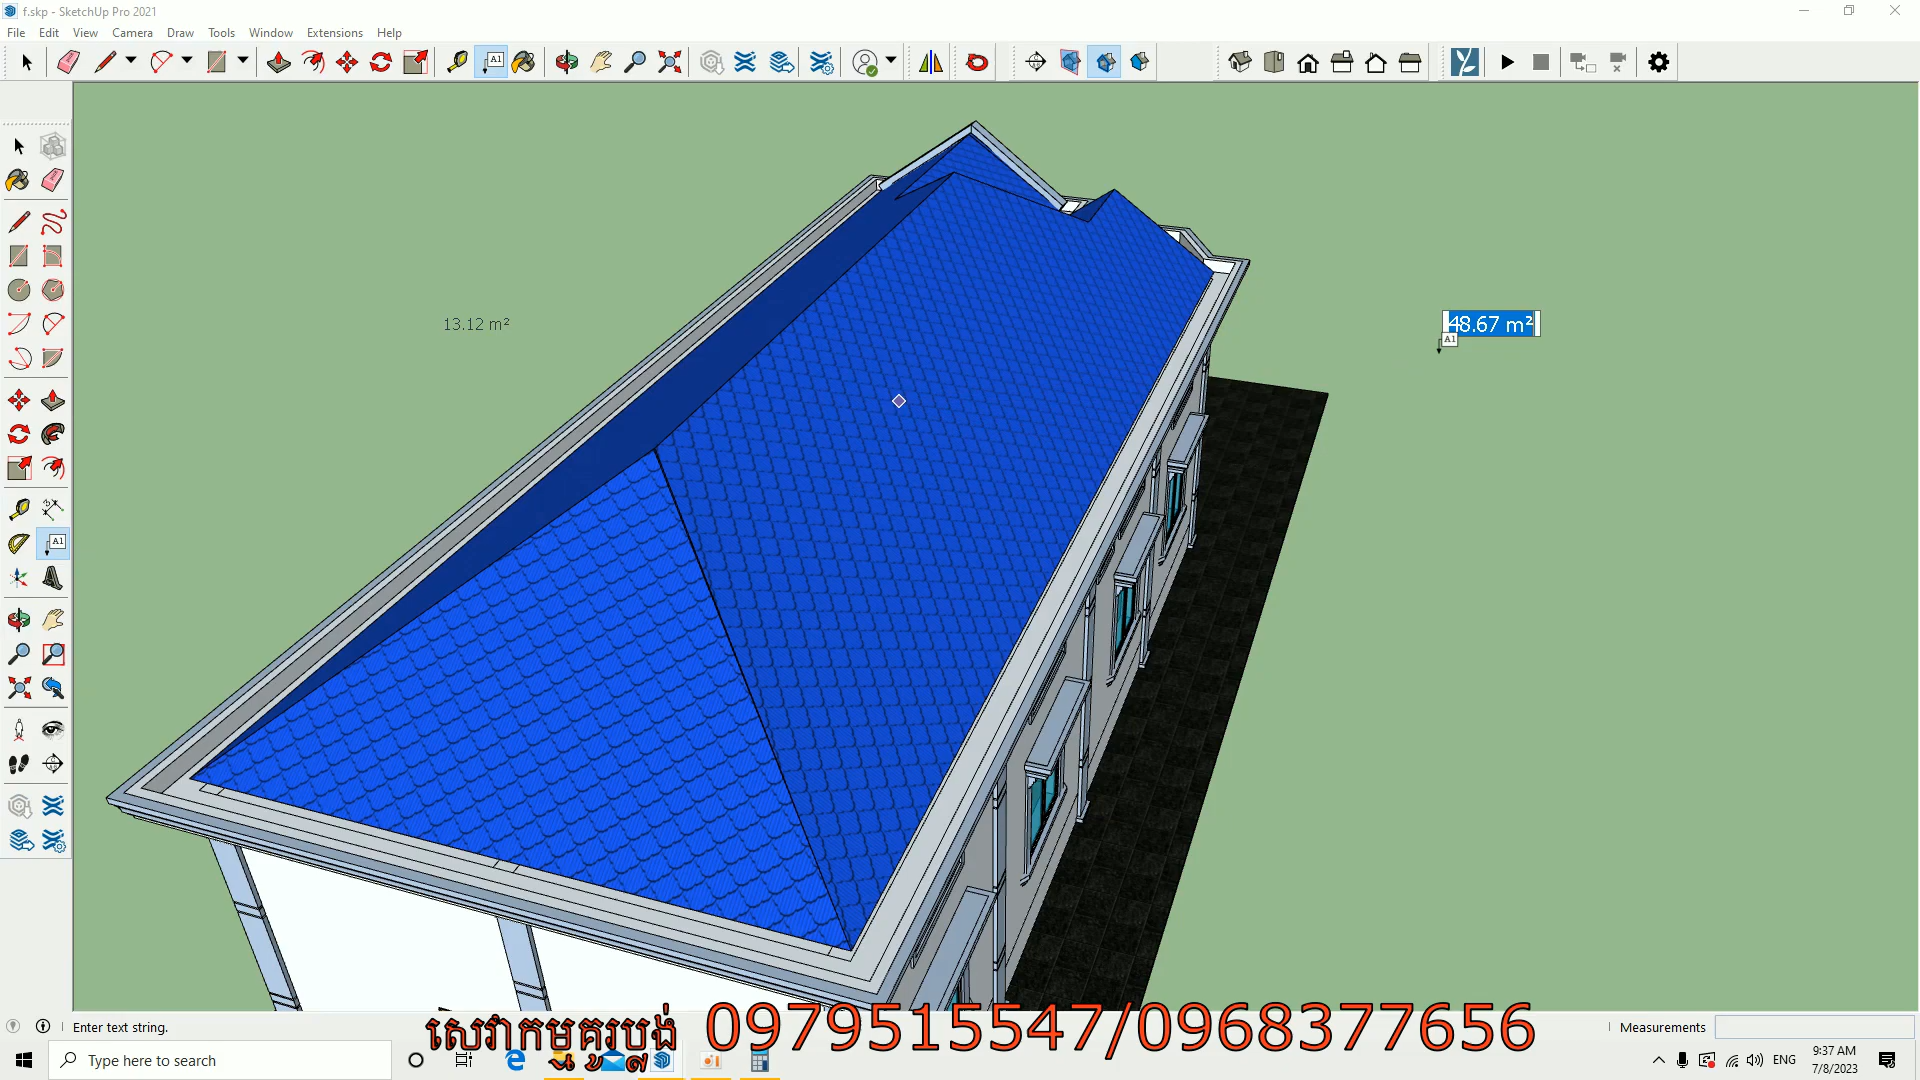 f.skp - SketchUp Pro 2021
File Edit View Camera Draw Tools Window Extensions Help
13.12 m²
48.67 m²
Enter text string.
Measurements
សេវាកម្មគូរប្លង់ 0979515547/0968377656
Type here to search
ENG
9:37 AM
7/8/2023